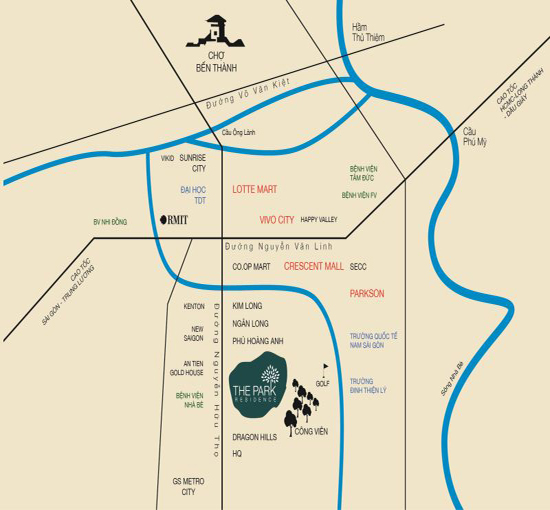 Hầm
Thủ Thiêm
CHỢ
BẾN THÀNH
Đường Võ Văn Kiệt
CAO TỐC
HCMC-LONG THÀNH
- DẦU GIÂY
Cầu Ông Lãnh
Cầu
Phú Mỹ
VIKID
SUNRISE
CITY
BỆNH VIỆN
TÂM ĐỨC
ĐẠI HỌC
TDT
LOTTE MART
BỆNH VIỆN FV
BV NHI ĐỒNG
RMIT
VIVO CITY
HAPPY VALLEY
Đường Nguyễn Văn Linh
CAO TỐC
SÀI GÒN - TRUNG LƯƠNG
CO.OP MART
CRESCENT MALL
SECC
PARKSON
KENTON
KIM LONG
Đường Nguyễn Hữu Thọ
NEW
SAIGON
NGÂN LONG
PHÚ HOÀNG ANH
TRƯỜNG QUỐC TẾ
NAM SÀI GÒN
AN TIEN
GOLD HOUSE
THE PARK
RESIDENCE
GOLF
TRƯỜNG
ĐINH THIỆN LÝ
Sông Nhà Bè
BỆNH VIỆN
NHÀ BÈ
CÔNG VIÊN
DRAGON HILLS
HQ
GS METRO
CITY